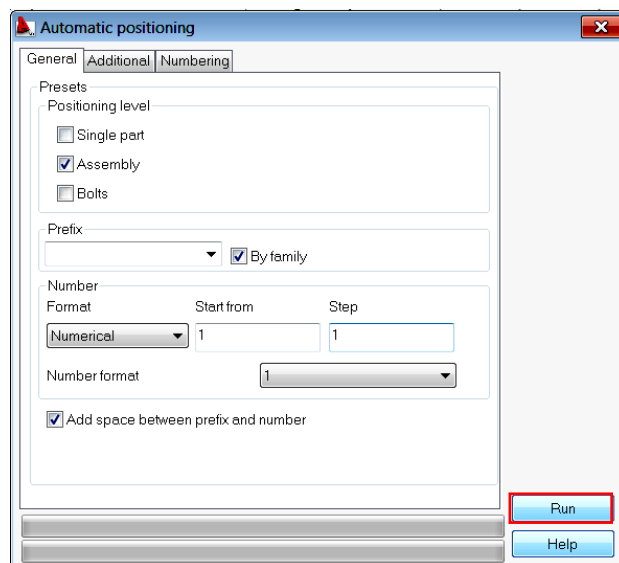 Automatic positioning
General Additional Numbering
Presets
Positioning level
Single part
Assembly
Bolts
Prefix
By family
Number
Format Start from Step
Numerical 1 1
Number format 1
Add space between prefix and number
Run
Help